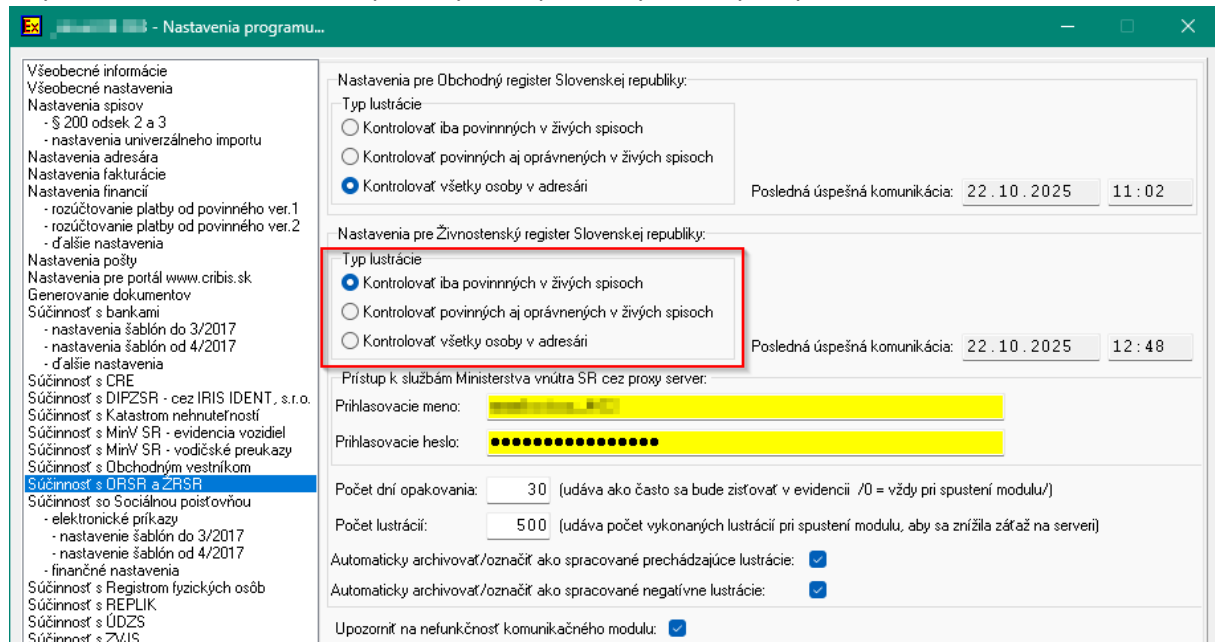 Ex - Nastavenia programu...
Všeobecné informácie
Všeobecné nastavenia
Nastavenia spisov
- § 200 odsek 2 a 3
- nastavenia univerzálneho importu
Nastavenia adresára
Nastavenia fakturácie
Nastavenia financií
- rozúčtovanie platby od povinného ver.1
- rozúčtovanie platby od povinného ver.2
- ďalšie nastavenia
Nastavenia pošty
Nastavenia pre portál www.cribis.sk
Generovanie dokumentov
Súčinnosť s bankami
- nastavenia šablón do 3/2017
- nastavenia šablón od 4/2017
- ďalšie nastavenia
Súčinnosť s CRE
Súčinnosť s DIPZSR - cez IRIS IDENT, s.r.o.
Súčinnosť s Katastrom nehnuteľností
Súčinnosť s MinV SR - evidencia vozidiel
Súčinnosť s MinV SR - vodičské preukazy
Súčinnosť s Obchodným vestníkom
Súčinnosť s ORSR a ŽRSR
Súčinnosť so Sociálnou poisťovňou
- elektronické príkazy
- nastavenie šablón do 3/2017
- nastavenie šablón od 4/2017
- finančné nastavenia
Súčinnosť s Registrom fyzických osôb
Súčinnosť s REPLIK
Súčinnosť s ÚDZS
Súčinnosť s ZVJS
Nastavenia pre Obchodný register Slovenskej republiky:
Typ lustrácie
Kontrolovať iba povinnných v živých spisoch
Kontrolovať povinných aj oprávnených v živých spisoch
Kontrolovať všetky osoby v adresári
Posledná úspešná komunikácia: 22.10.2025 11:02
Nastavenia pre Živnostenský register Slovenskej republiky:
Typ lustrácie
Kontrolovať iba povinnných v živých spisoch
Kontrolovať povinných aj oprávnených v živých spisoch
Kontrolovať všetky osoby v adresári
Posledná úspešná komunikácia: 22.10.2025 12:48
Prístup k službám Ministerstva vnútra SR cez proxy server:
Prihlasovacie meno:
Prihlasovacie heslo: ●●●●●●●●●●●●●●●●
Počet dní opakovania: 30 (udáva ako často sa bude zisťovať v evidencii /0 = vždy pri spustení modulu/)
Počet lustrácií: 500 (udáva počet vykonaných lustrácií pri spustení modulu, aby sa znížila záťaž na serveri)
Automaticky archivovať/označiť ako spracované prechádzajúce lustrácie:
Automaticky archivovať/označiť ako spracované negatívne lustrácie:
Upozorniť na nefunkčnosť komunikačného modulu: